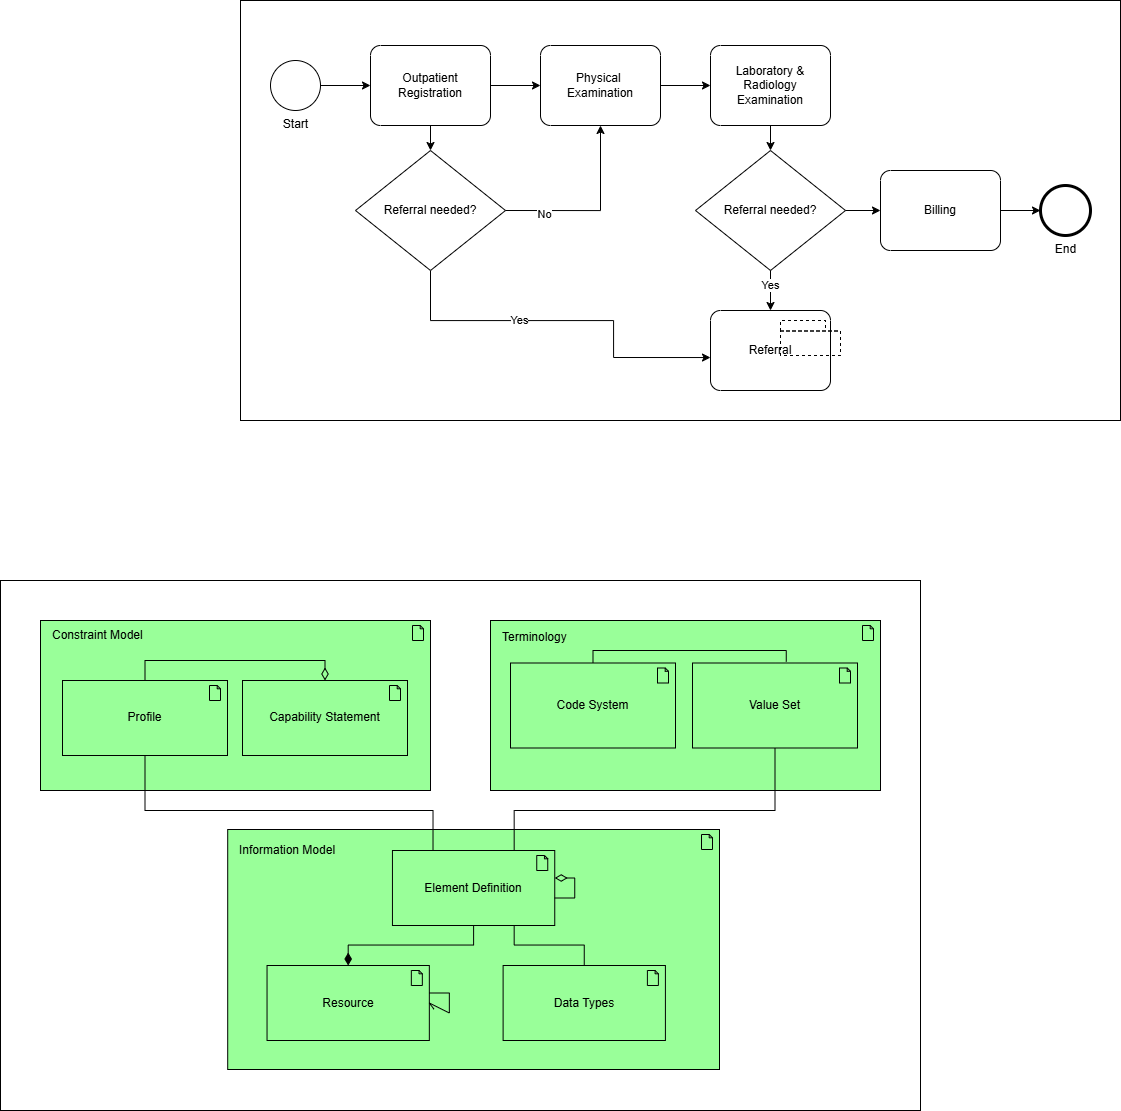 Outpatient
Registration
Physical
Examination
Laboratory &
Radiology
Examination
Start
Referral needed?
No
Referral needed?
Billing
End
Yes
Yes
Referral
Constraint Model
Profile
Capability Statement
Terminology
Code System
Value Set
Information Model
Element Definition
Resource
Data Types